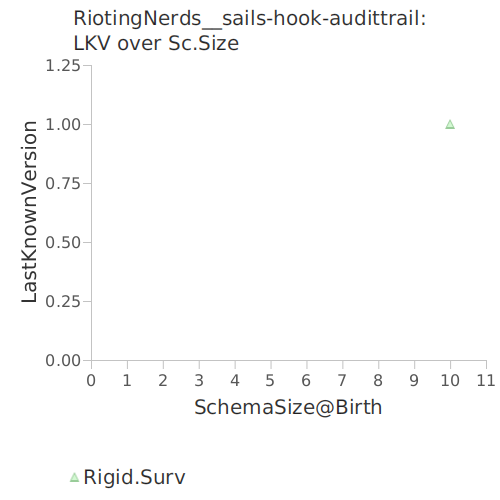 RiotingNerds__sails-hook-audittrail:
LKV over Sc.Size
1.25
1.00
0.75
0.50
0.25
0.00
LastKnownVersion
0 1 2 3 4 5 6 7 8 9 10 11
SchemaSize@Birth
Rigid.Surv